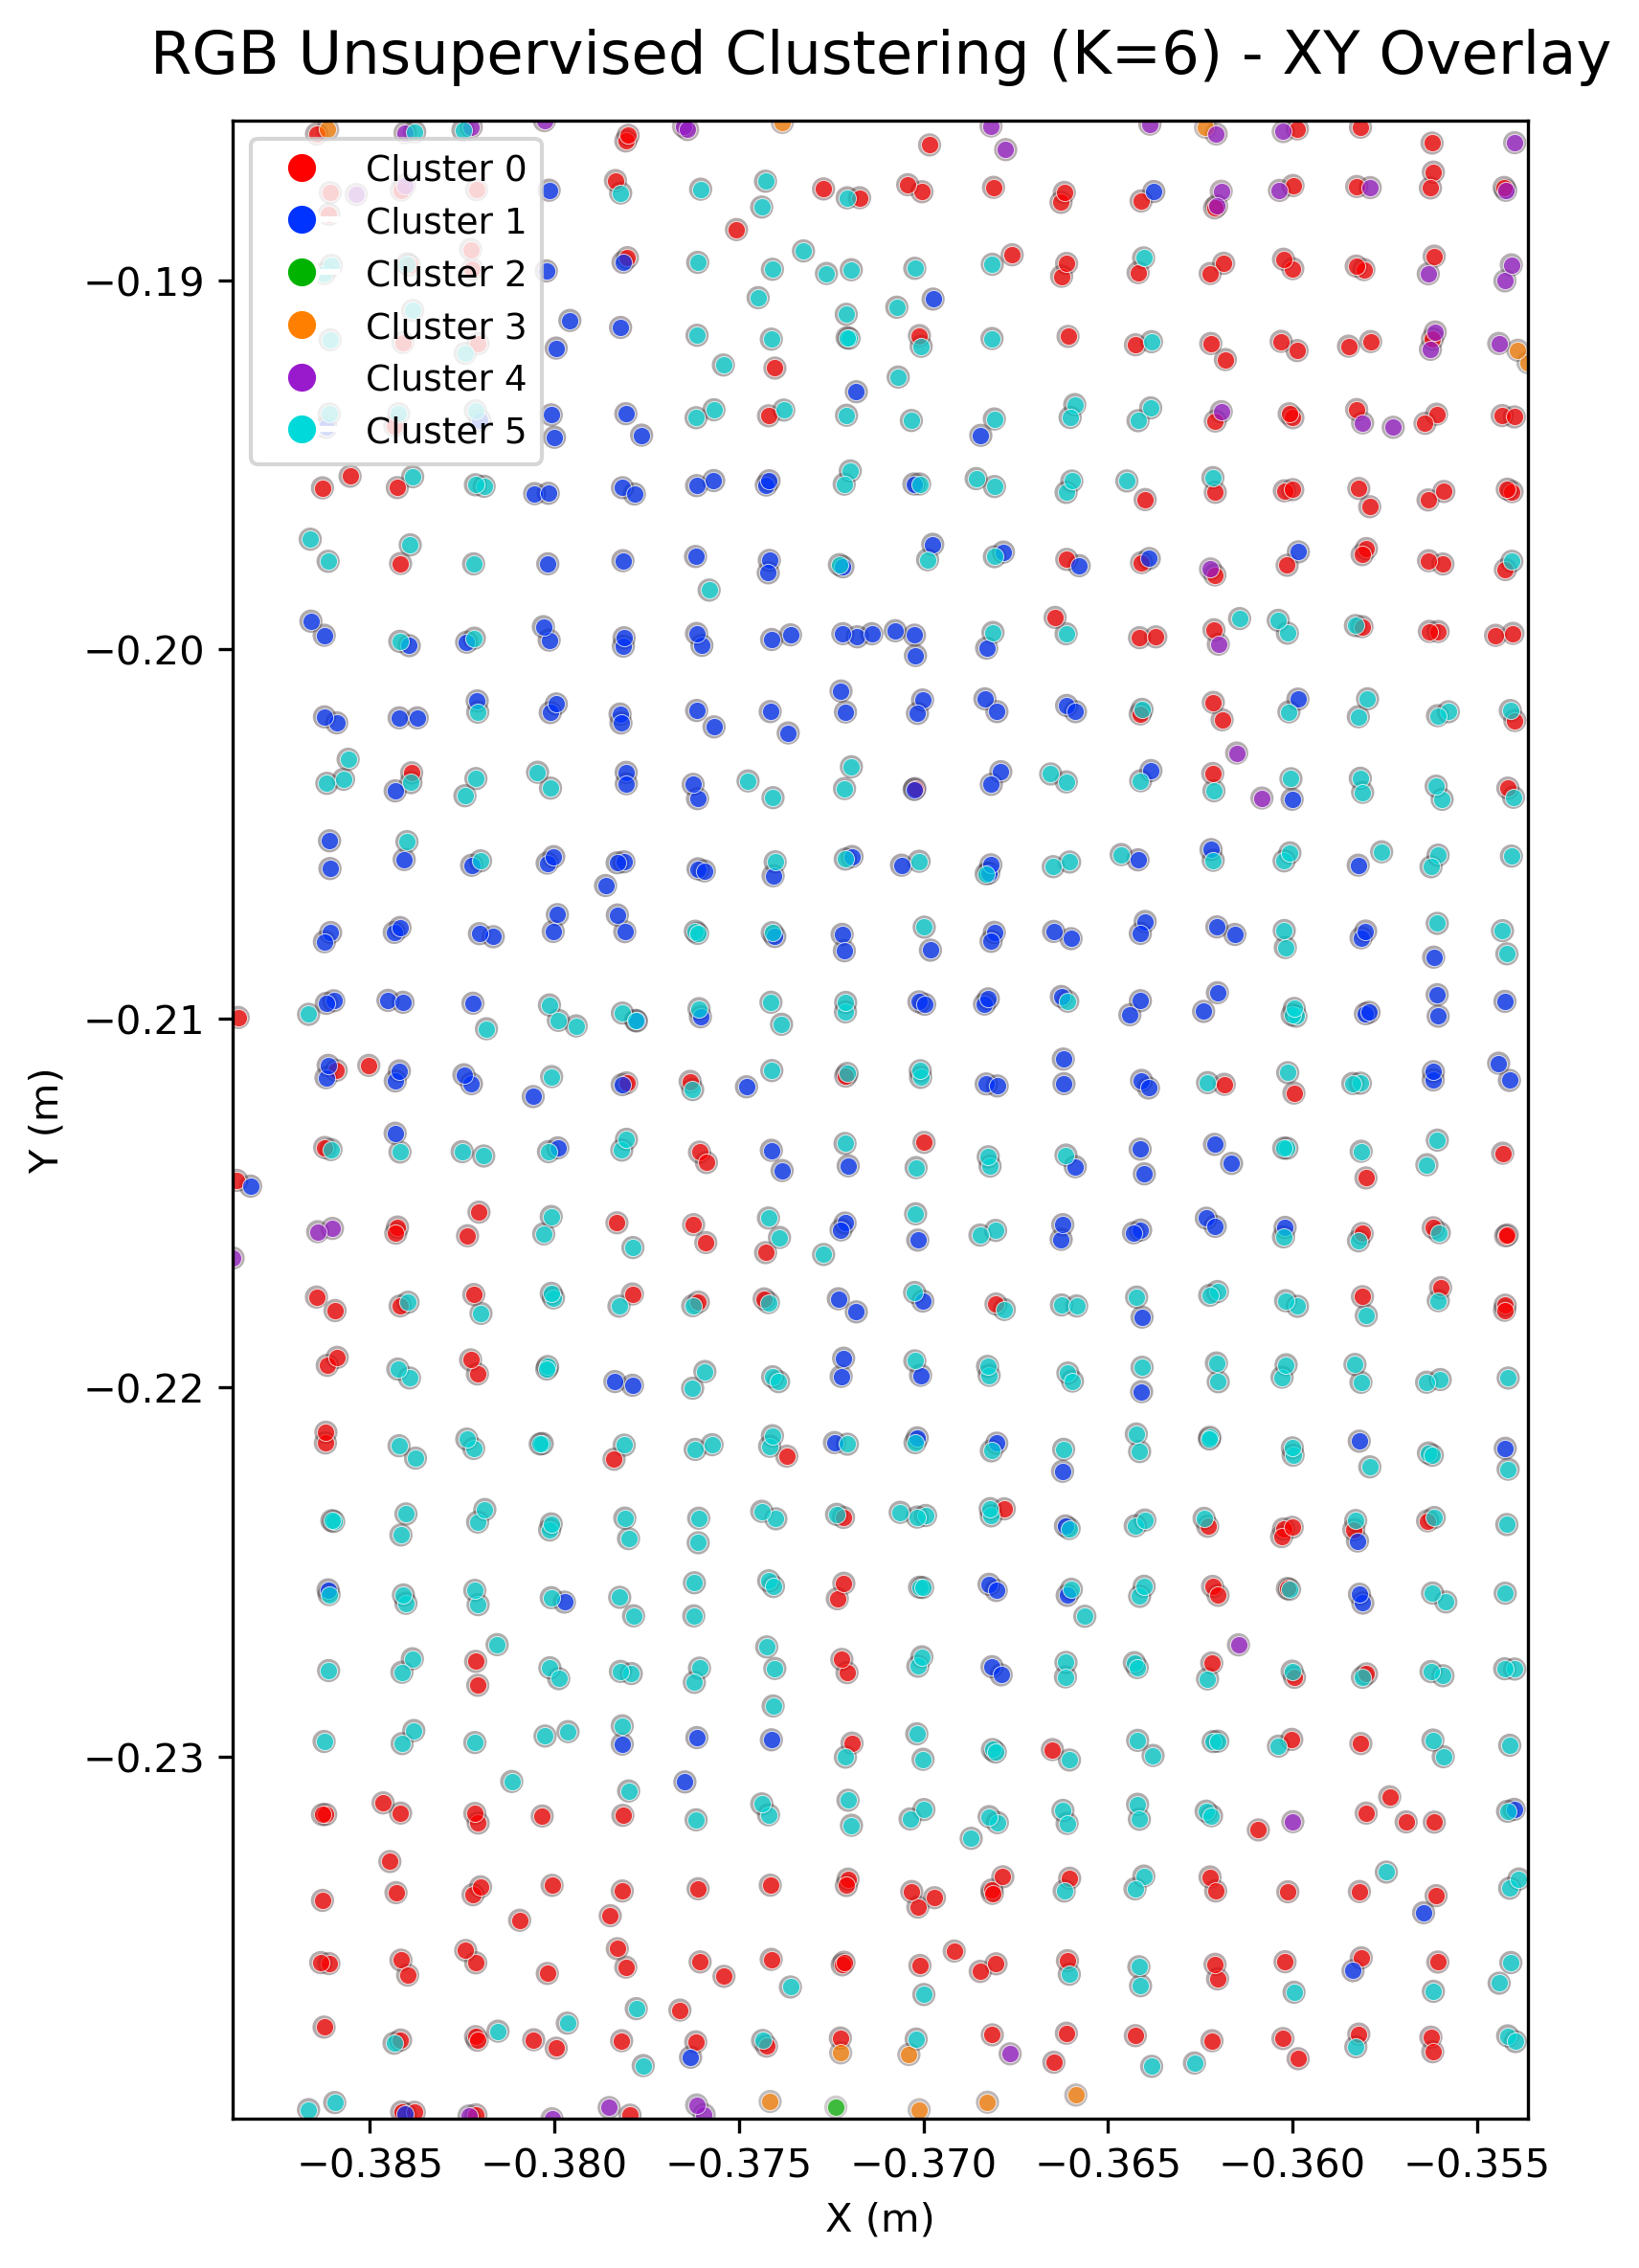 RGB Unsupervised Clustering (K=6) - XY Overlay
Cluster 0
Cluster 1
Cluster 2
Cluster 3
Cluster 4
Cluster 5
−0.19
−0.20
−0.21
−0.22
−0.23
Y (m)
−0.385
−0.380
−0.375
−0.370
−0.365
−0.360
−0.355
X (m)